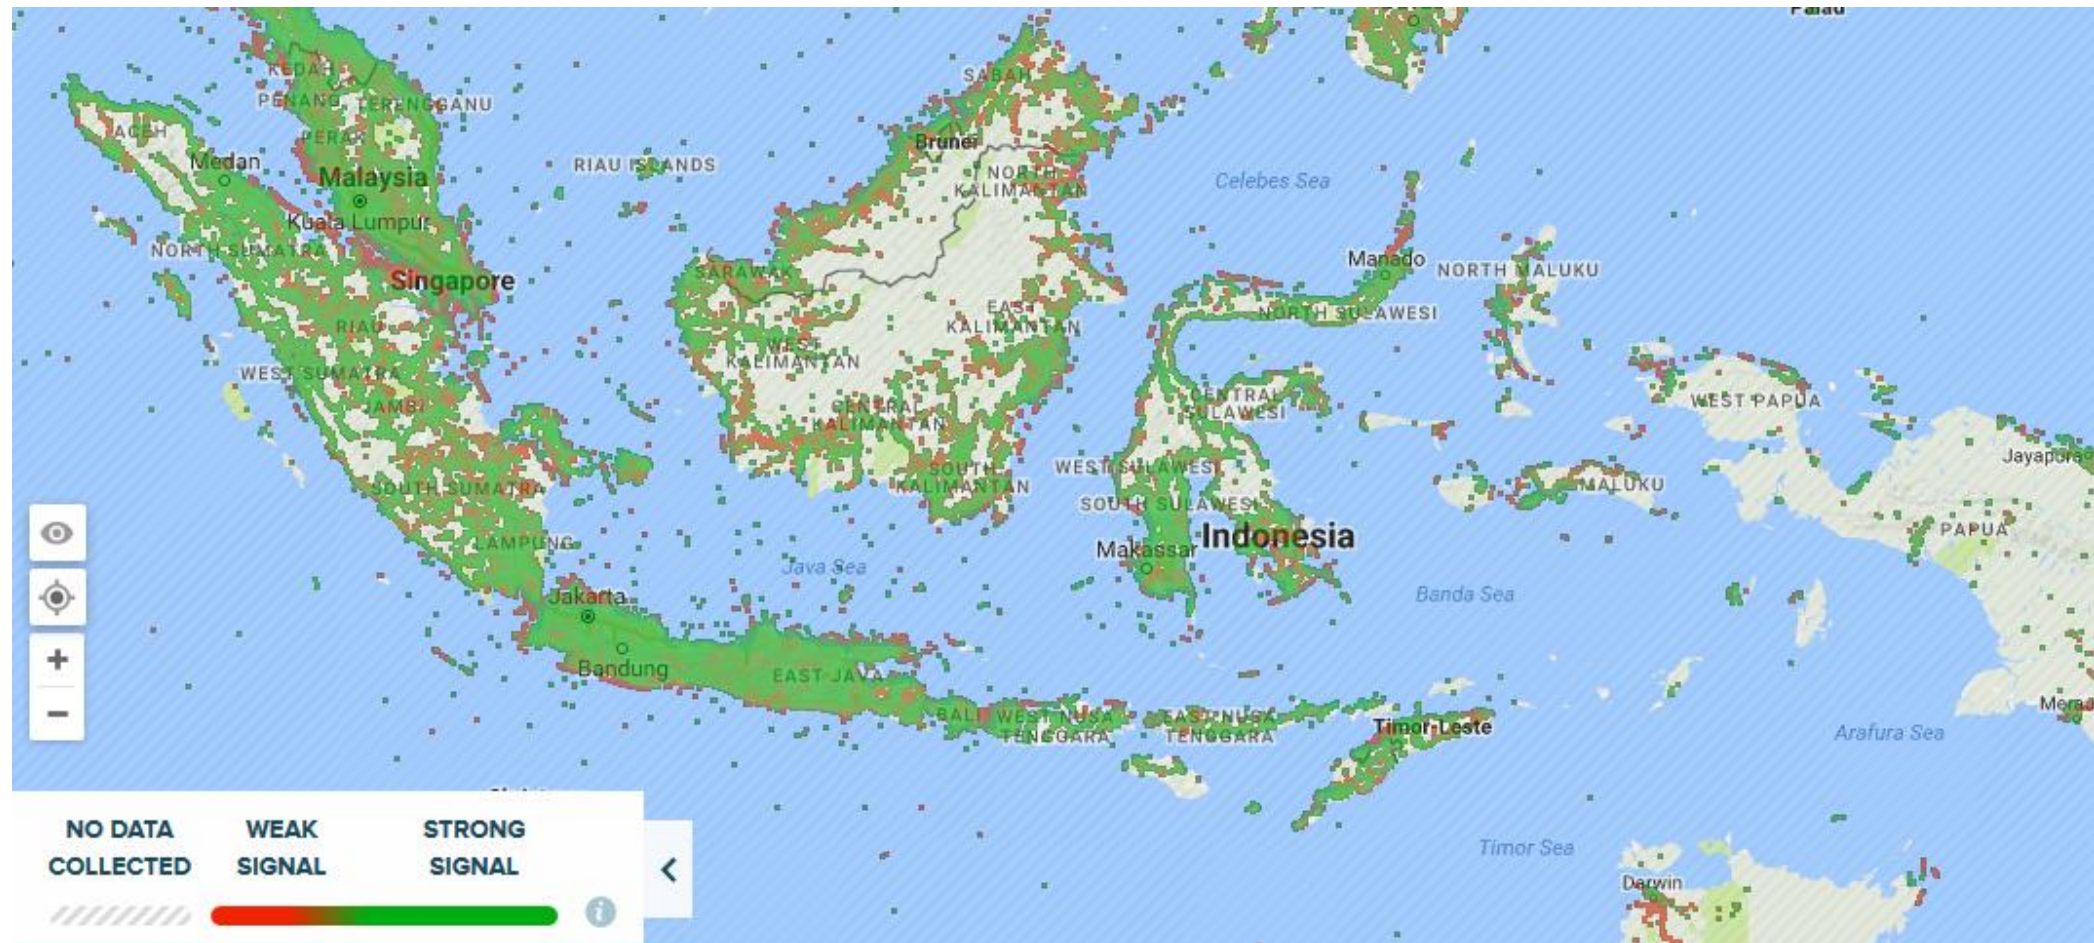 Palau
KEDAH
SABAH
PENANG
TERENGGANU
ACEH
PERAK
Brunei
Medan
RIAU ISLANDS
Malaysia
NORTH
KALIMANTAN
Celebes Sea
Kuala Lumpur
NORTH SUMATRA
Manado
NORTH MALUKU
SARAWAK
Singapore
EAST
KALIMANTAN
NORTH SULAWESI
RIAU
WEST
KALIMANTAN
WEST SUMATRA
CENTRAL
SULAWESI
WEST PAPUA
JAMBI
CENTRAL
KALIMANTAN
Jayapura
WEST SULAWESI
SOUTH
KALIMANTAN
MALUKU
SOUTH SUMATRA
SOUTH SULAWESI
PAPUA
LAMPUNG
Makassar
Indonesia
Java Sea
Jakarta
Banda Sea
Bandung
EAST JAVA
BALI
WEST NUSA
TENGGARA
EAST NUSA
TENGGARA
Timor-Leste
Arafura Sea
Timor Sea
Darwin
NO DATA
COLLECTED
WEAK
SIGNAL
STRONG
SIGNAL